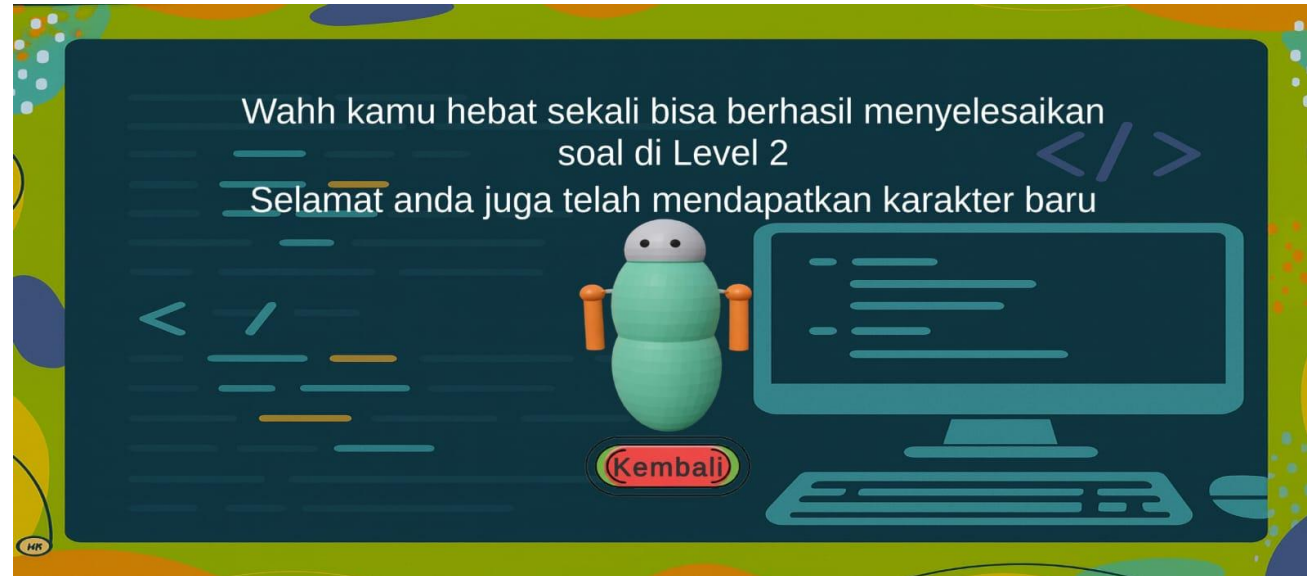 Wahh kamu hebat sekali bisa berhasil menyelesaikan
soal di Level 2
Selamat anda juga telah mendapatkan karakter baru
</>
< /
Kembali
HK